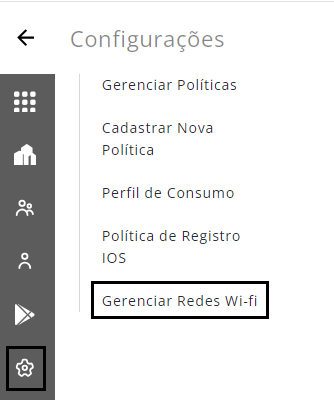 Configurações
Gerenciar Políticas
Cadastrar Nova
Política
Perfil de Consumo
Política de Registro
IOS
Gerenciar Redes Wi-fi